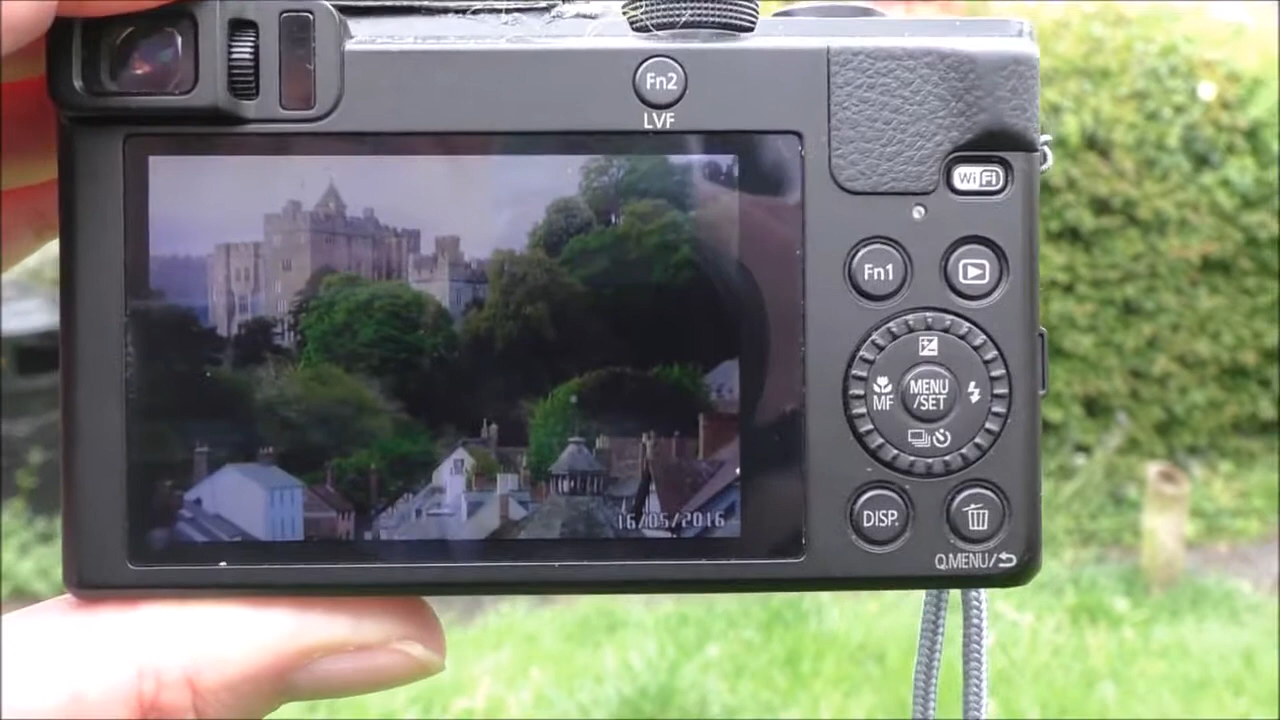 Fn2
LVF
WiFi
Fn1
MENU
/SET
MF
DISP.
16/05/2016
Q.MENU/